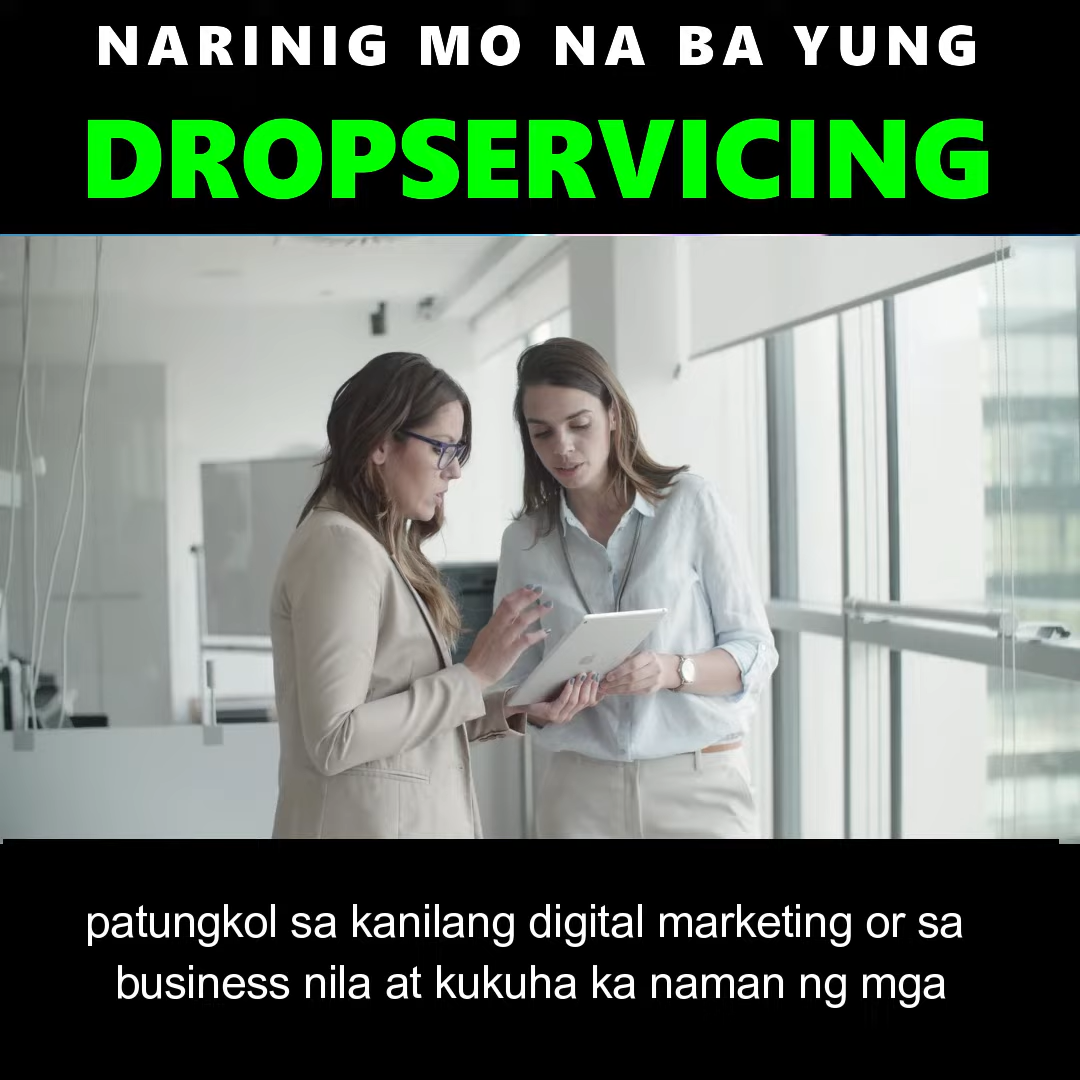 NARINIG MO NA BA YUNG
DROPSERVICING
patungkol sa kanilang digital marketing or sa
business nila at kukuha ka naman ng mga